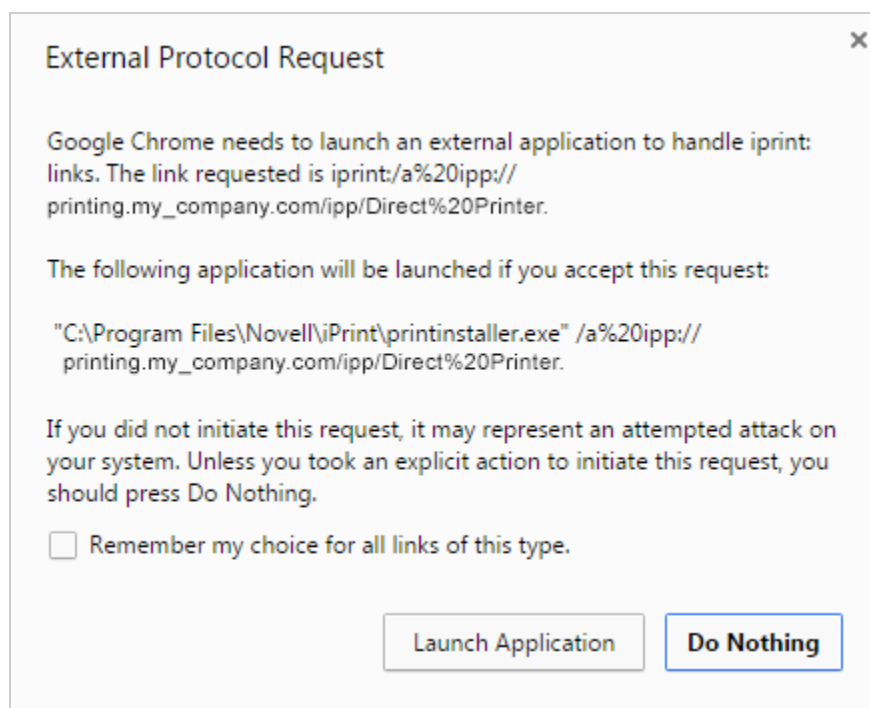 External Protocol Request
Google Chrome needs to launch an external application to handle iprint:
links. The link requested is iprint:/a%20ipp://
printing.my_company.com/ipp/Direct%20Printer.
The following application will be launched if you accept this request:
"C:\Program Files\Novell\iPrint\printinstaller.exe" /a%20ipp://
printing.my_company.com/ipp/Direct%20Printer.
If you did not initiate this request, it may represent an attempted attack on
your system. Unless you took an explicit action to initiate this request, you
should press Do Nothing.
Remember my choice for all links of this type.
Launch Application
Do Nothing